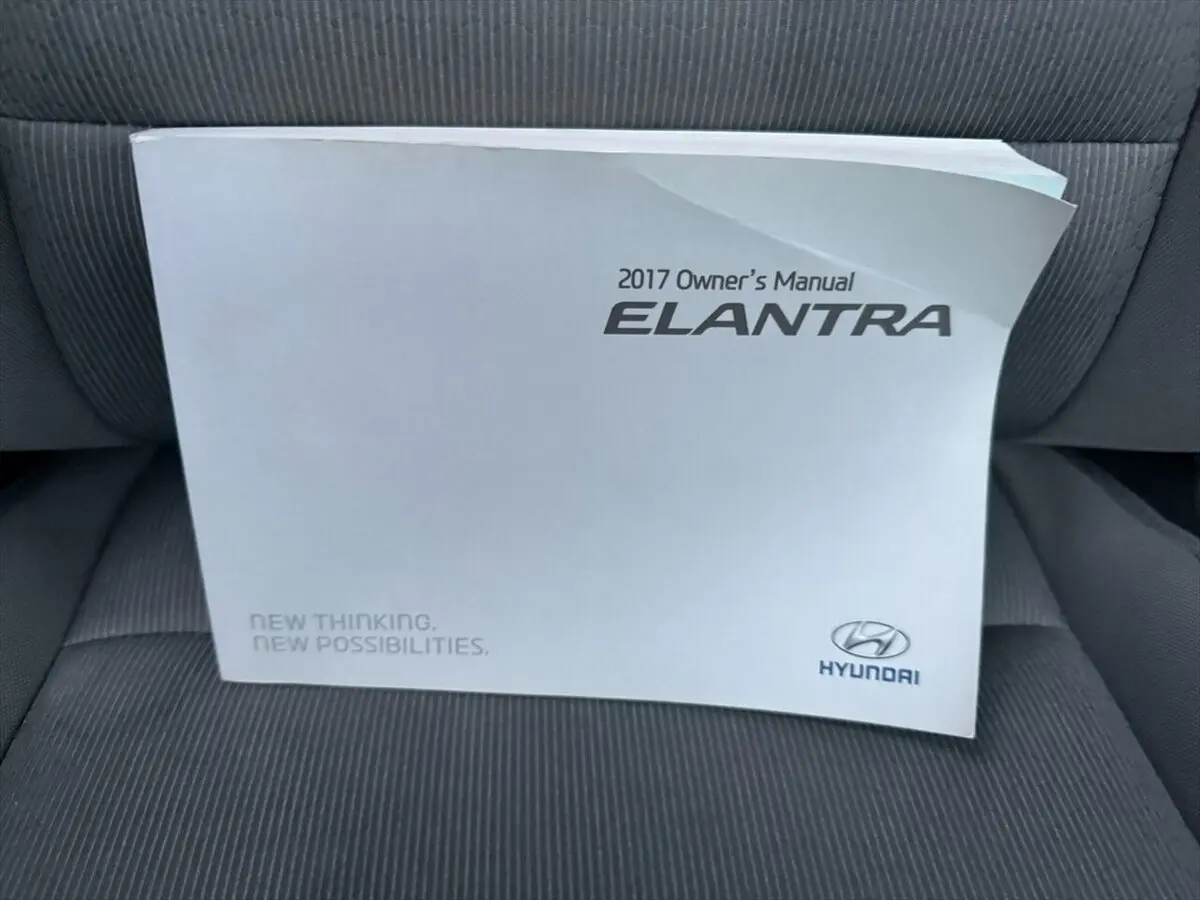 2017 Owner's Manual
ELANTRA
NEW THINKING.
NEW POSSIBILITIES.
HYUNDAI